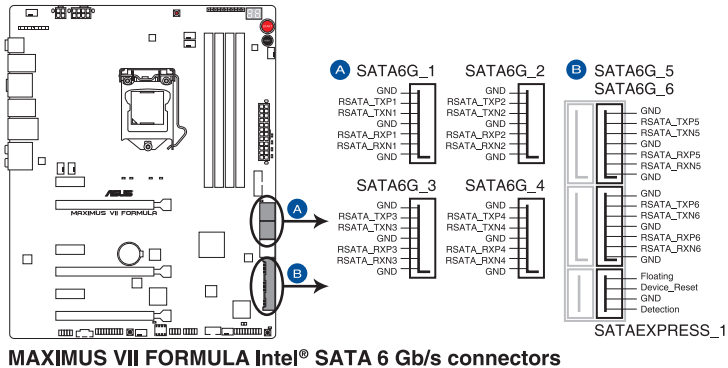 ASUS
MAXIMUS VII FORMULA
A
B
A SATA6G_1
GND
RSATA_TXP1
RSATA_TXN1
GND
RSATA_RXP1
RSATA_RXN1
GND
SATA6G_2
GND
RSATA_TXP2
RSATA_TXN2
GND
RSATA_RXP2
RSATA_RXN2
GND
SATA6G_3
GND
RSATA_TXP3
RSATA_TXN3
GND
RSATA_RXP3
RSATA_RXN3
GND
SATA6G_4
GND
RSATA_TXP4
RSATA_TXN4
GND
RSATA_RXP4
RSATA_RXN4
GND
B SATA6G_5
SATA6G_6
GND
RSATA_TXP5
RSATA_TXN5
GND
RSATA_RXP5
RSATA_RXN5
GND
GND
RSATA_TXP6
RSATA_TXN6
GND
RSATA_RXP6
RSATA_RXN6
GND
Floating
Device_Reset
GND
Detection
SATAEXPRESS_1
MAXIMUS VII FORMULA Intel® SATA 6 Gb/s connectors